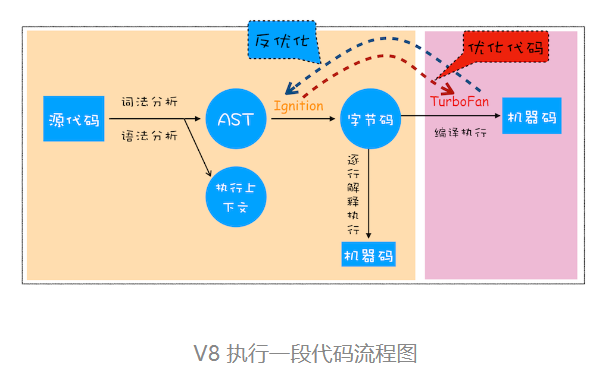 反优化
优化代码
源代码
词法分析
语法分析
AST
Ignition
字节码
TurboFan
编译执行
机器码
执行上
下文
逐行解释执行
机器码
V8 执行一段代码流程图